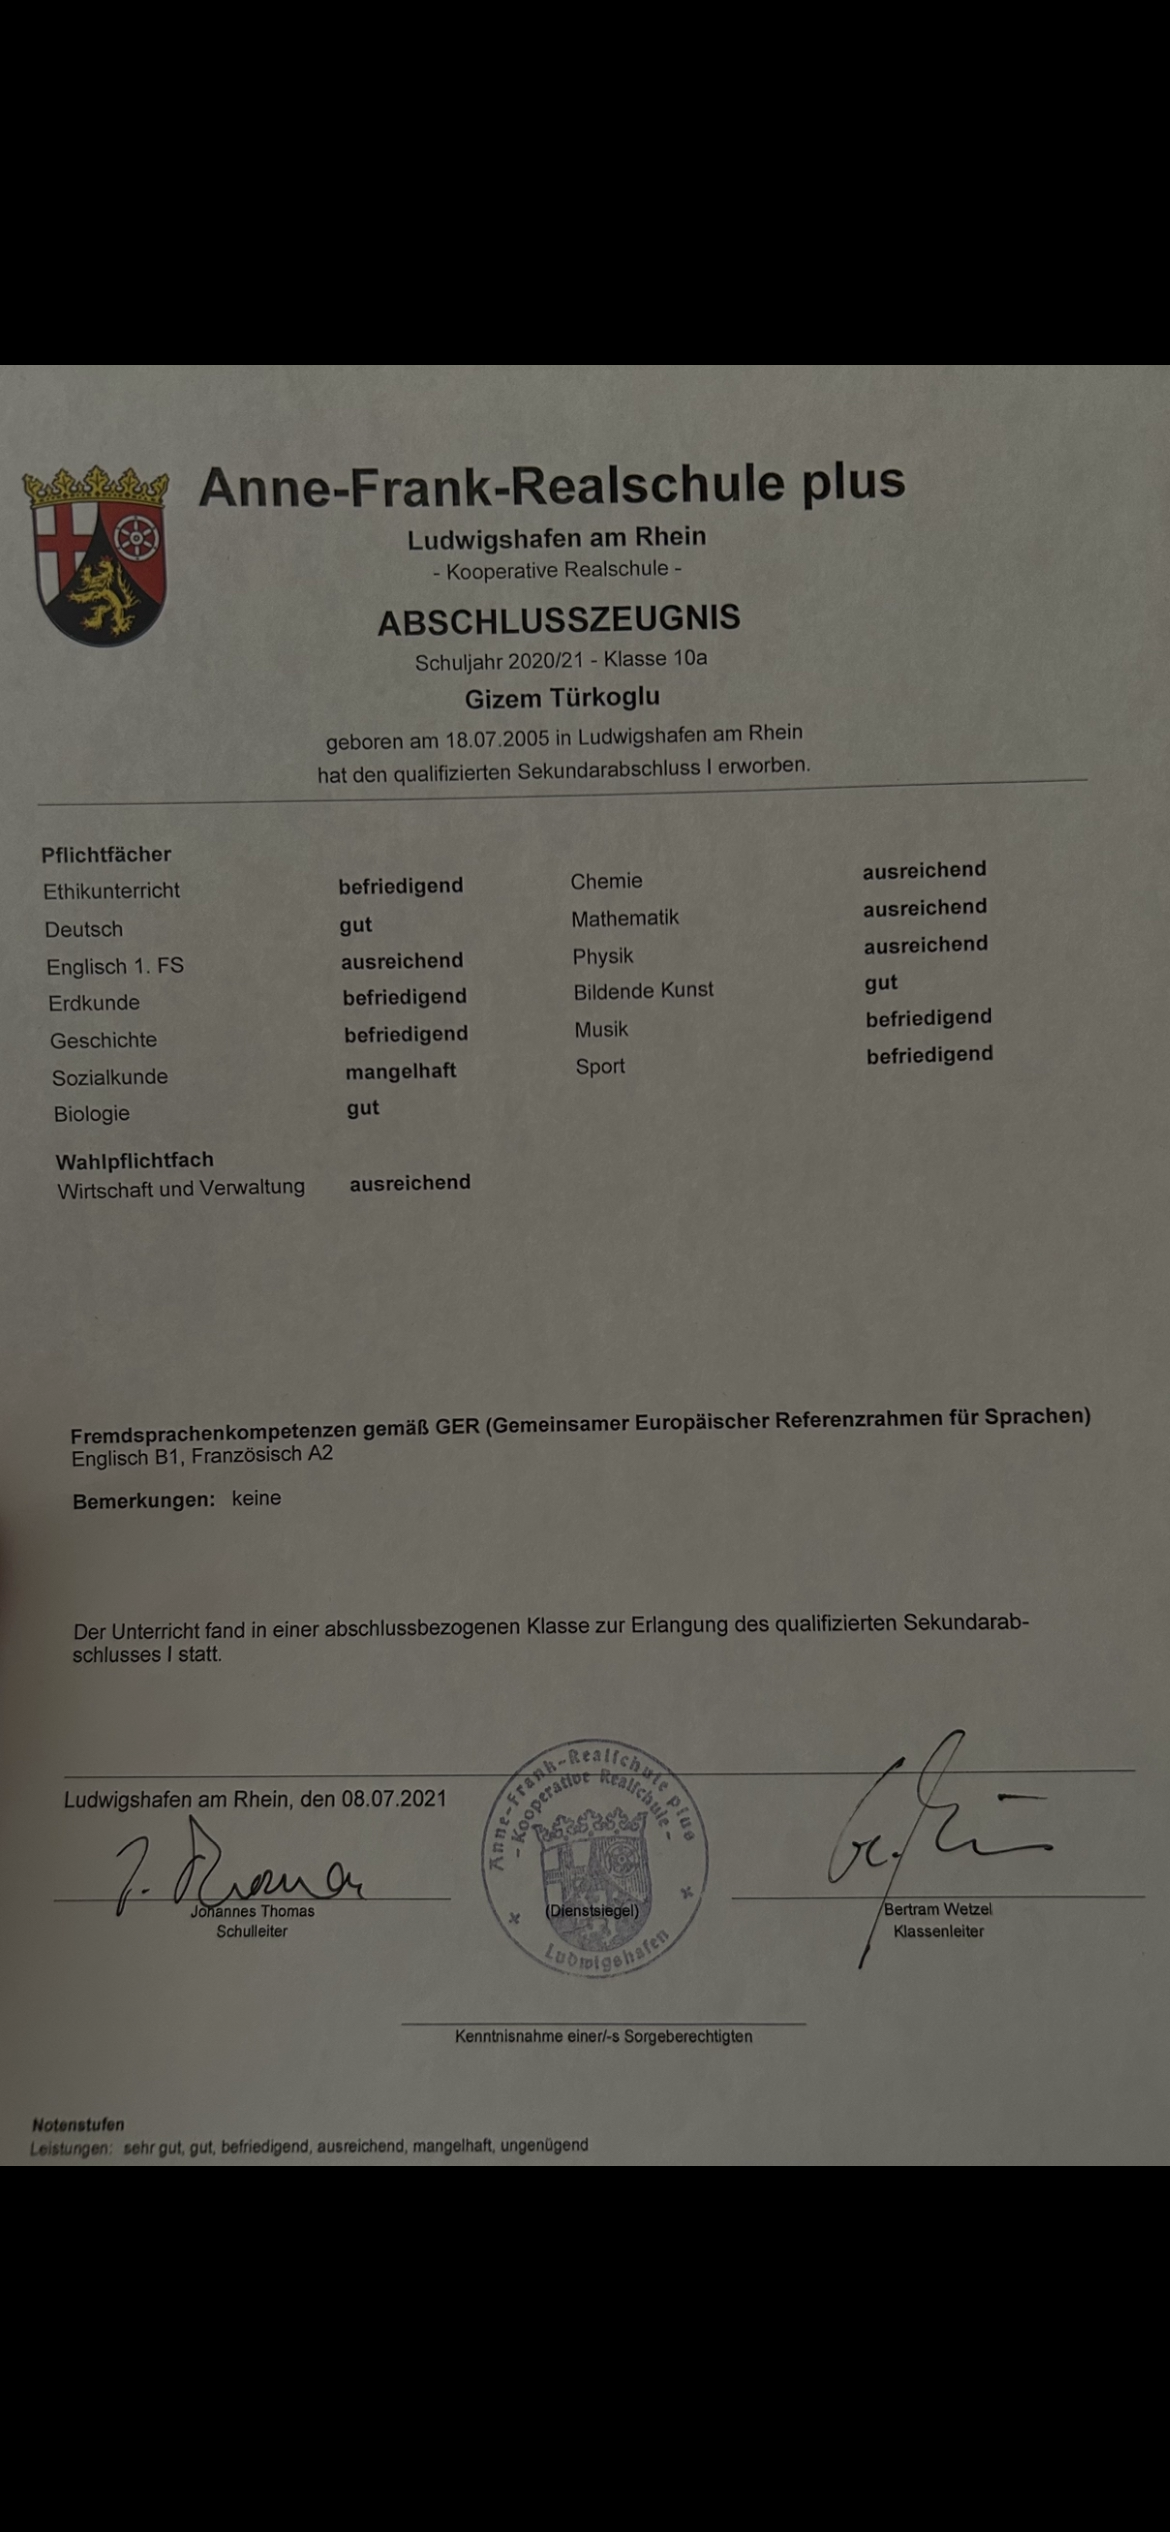 Anne-Frank-Realschule plus
Ludwigshafen am Rhein
- Kooperative Realschule -
ABSCHLUSSZEUGNIS
Schuljahr 2020/21 - Klasse 10a
Gizem Türkoglu
geboren am 18.07.2005 in Ludwigshafen am Rhein
hat den qualifizierten Sekundarabschluss I erworben.
Pflichtfächer
Ethikunterricht befriedigend Chemie ausreichend
Deutsch gut Mathematik ausreichend
Englisch 1. FS ausreichend Physik ausreichend
Erdkunde befriedigend Bildende Kunst gut
Geschichte befriedigend Musik befriedigend
Sozialkunde mangelhaft Sport befriedigend
Biologie gut
Wahlpflichtfach
Wirtschaft und Verwaltung ausreichend
Fremdsprachenkompetenzen gemäß GER (Gemeinsamer Europäischer Referenzrahmen für Sprachen)
Englisch B1, Französisch A2
Bemerkungen: keine
Der Unterricht fand in einer abschlussbezogenen Klasse zur Erlangung des qualifizierten Sekundarab-
schlusses I statt.
Ludwigshafen am Rhein, den 08.07.2021
Anne-Frank-Realschule plus
- Kooperative Realschule -
Ludwigshafen
J. Thomas
Johannes Thomas (Dienstsiegel) Bertram Wetzel
Schulleiter Klassenleiter
Kenntnisnahme einer/-s Sorgeberechtigten
Notenstufen
Leistungen: sehr gut, gut, befriedigend, ausreichend, mangelhaft, ungenügend